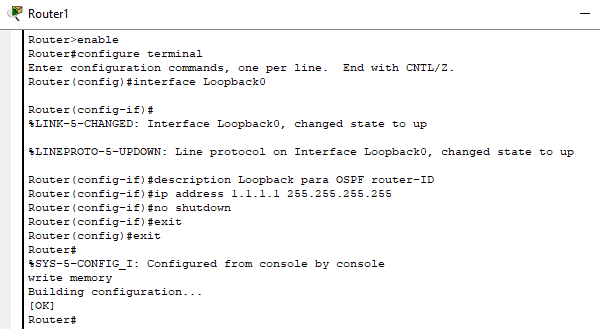 Router1
Router>enable
Router#configure terminal
Enter configuration commands, one per line.  End with CNTL/Z.
Router(config)#interface Loopback0
Router(config-if)#
%LINK-5-CHANGED: Interface Loopback0, changed state to up
%LINEPROTO-5-UPDOWN: Line protocol on Interface Loopback0, changed state to up
Router(config-if)#description Loopback para OSPF router-ID
Router(config-if)#ip address 1.1.1.1 255.255.255.255
Router(config-if)#no shutdown
Router(config-if)#exit
Router(config)#exit
Router#
%SYS-5-CONFIG_I: Configured from console by console
write memory
Building configuration...
[OK]
Router#